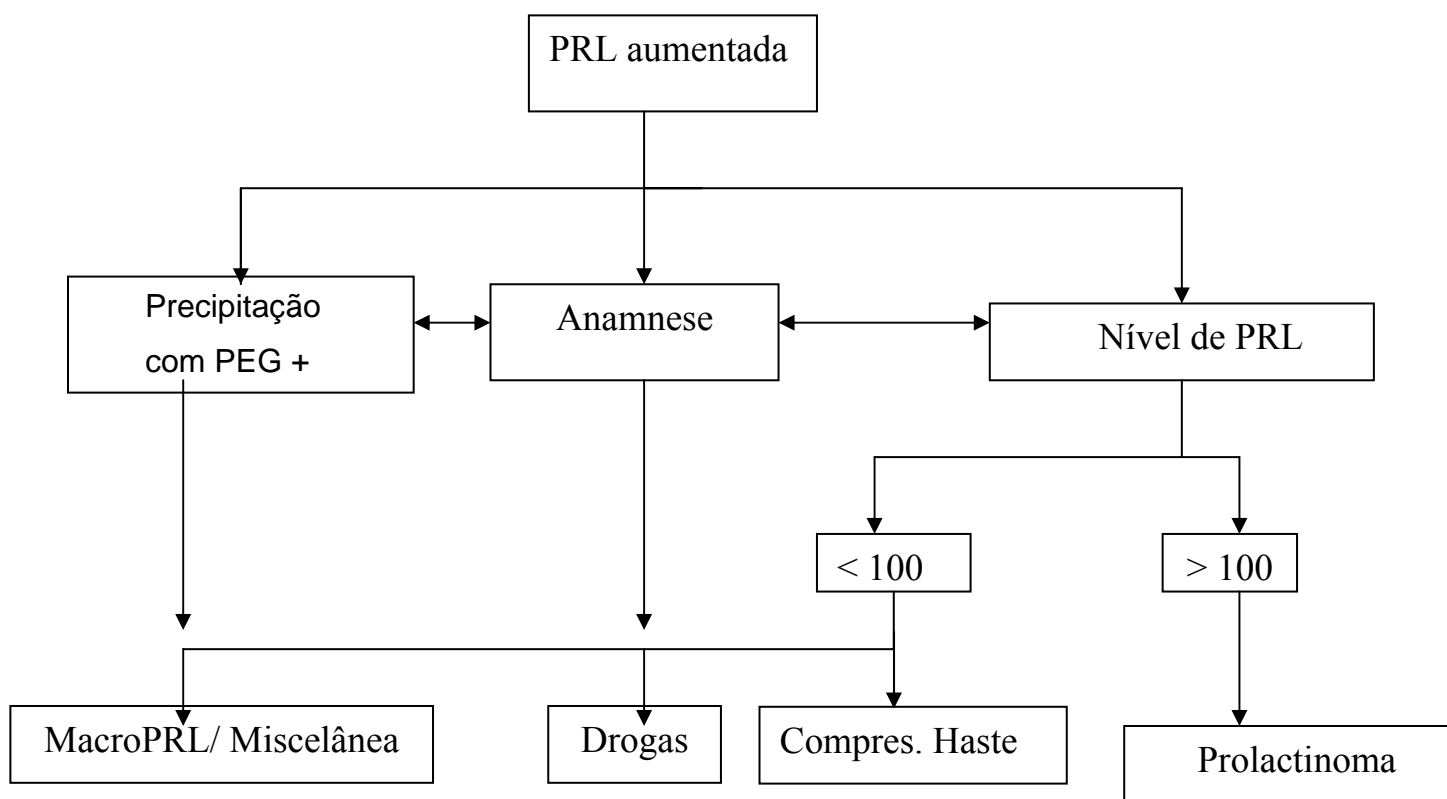 PRL aumentada
Precipitação
com PEG +
Anamnese
Nível de PRL
< 100
> 100
MacroPRL/ Miscelânea
Drogas
Compres. Haste
Prolactinoma